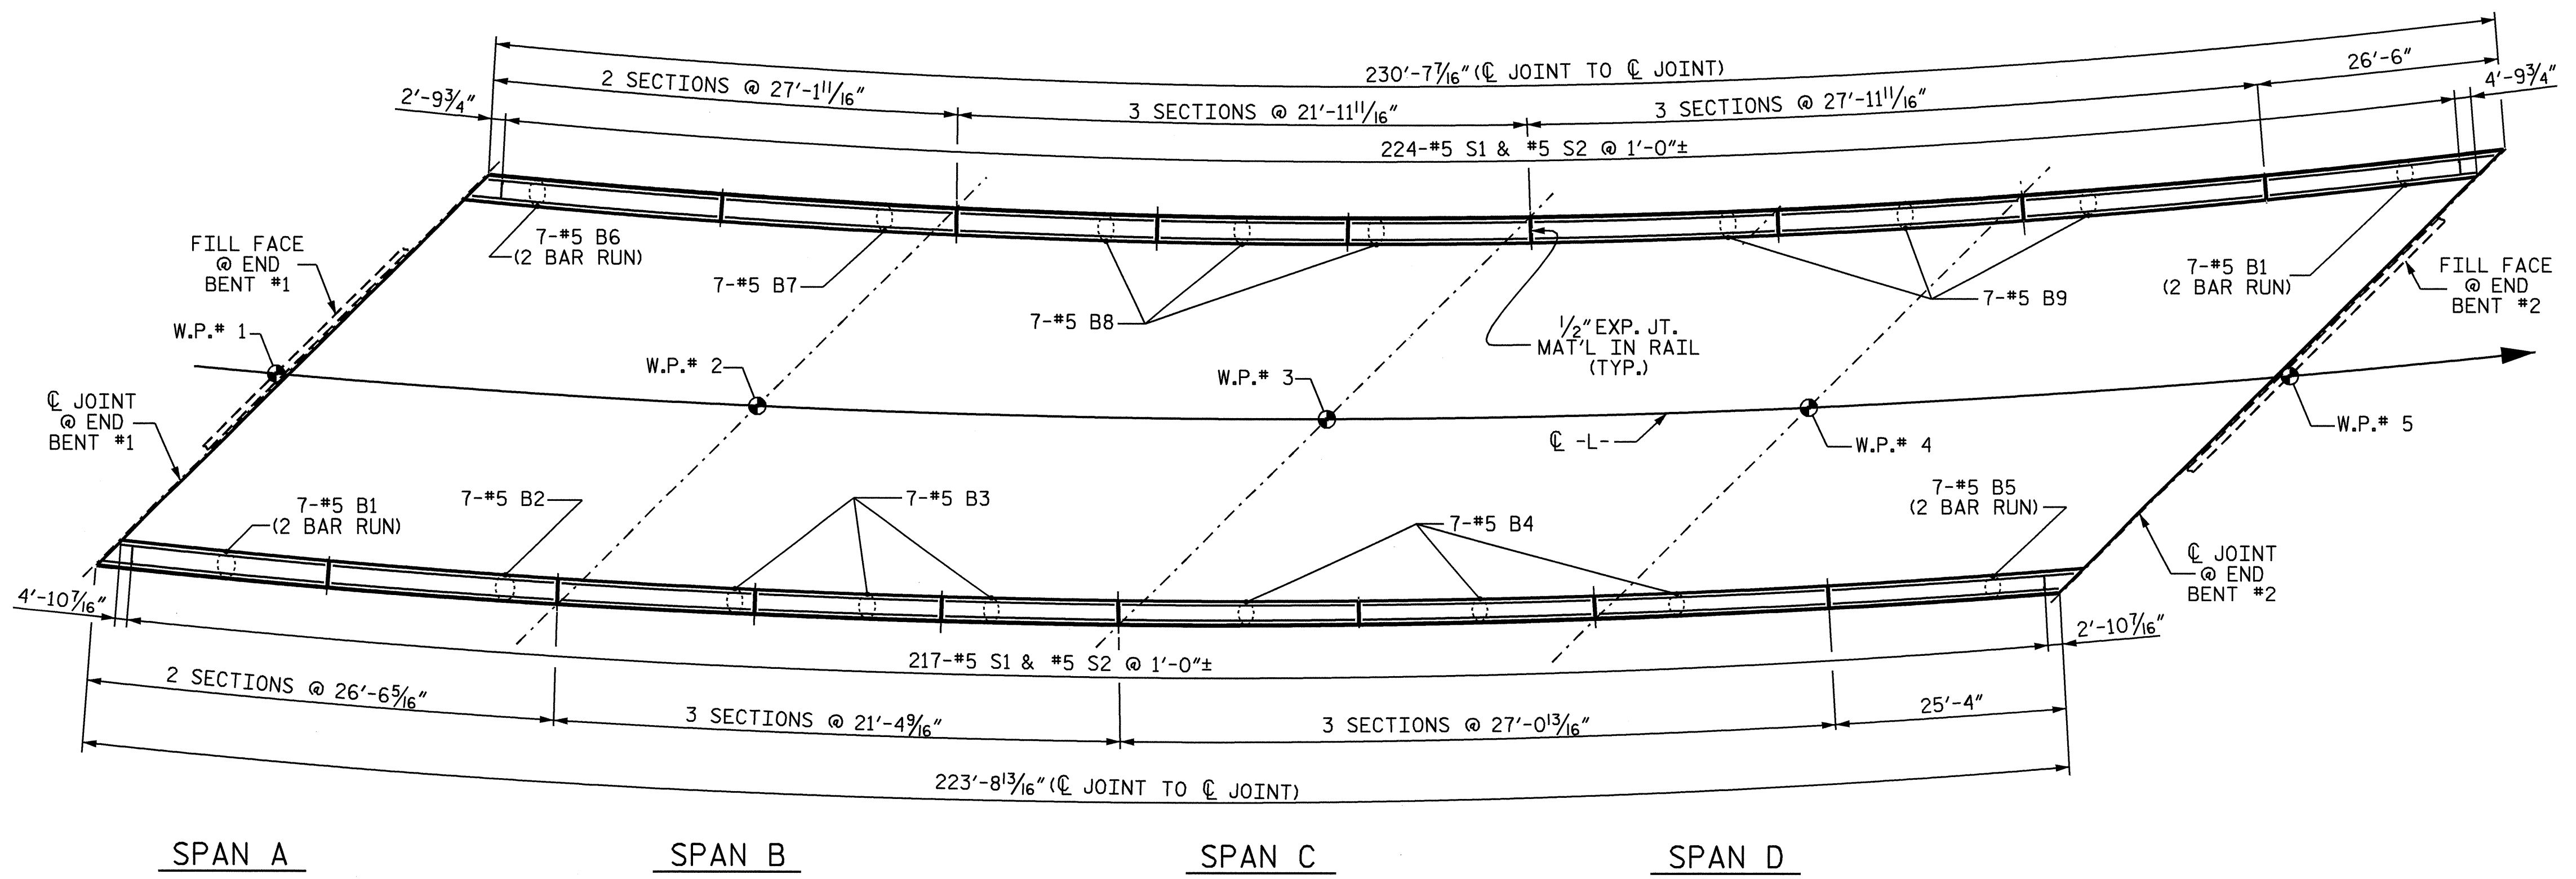 230'-7 7/16" (℄ JOINT TO ℄ JOINT)
26'-6"
2 SECTIONS @ 27'-1 11/16"
2'-9 3/4"
3 SECTIONS @ 21'-11 11/16"
3 SECTIONS @ 27'-11 11/16"
4'-9 3/4"
224-#5 S1 & #5 S2 @ 1'-0"±
FILL FACE
@ END
BENT #1
7-#5 B6
(2 BAR RUN)
7-#5 B7
7-#5 B8
1/2" EXP. JT.
MAT'L IN RAIL
(TYP.)
7-#5 B9
7-#5 B1
(2 BAR RUN)
FILL FACE
@ END
BENT #2
W.P.# 1
W.P.# 2
W.P.# 3
℄ -L-
W.P.# 4
W.P.# 5
℄ JOINT
@ END
BENT #1
7-#5 B1
(2 BAR RUN)
7-#5 B2
7-#5 B3
7-#5 B4
7-#5 B5
(2 BAR RUN)
℄ JOINT
@ END
BENT #2
4'-10 7/16"
217-#5 S1 & #5 S2 @ 1'-0"±
2'-10 7/16"
2 SECTIONS @ 26'-6 5/16"
3 SECTIONS @ 21'-4 9/16"
3 SECTIONS @ 27'-0 13/16"
25'-4"
223'-8 13/16" (℄ JOINT TO ℄ JOINT)
SPAN A
SPAN B
SPAN C
SPAN D